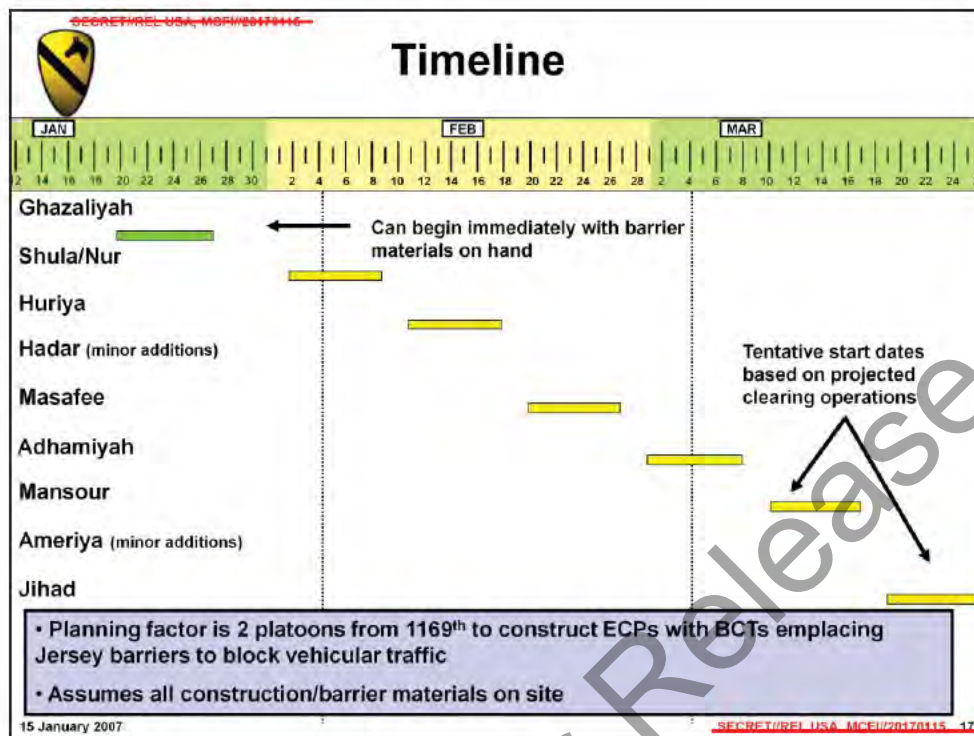 SECRET//REL USA, MCFI//20170115
Timeline
JAN FEB MAR
12 14 16 18 20 22 24 26 28 30 2 4 6 8 10 12 14 16 18 20 22 24 26 28 2 4 6 8 10 12 14 16 18 20 22 24 26
Ghazaliyah
Can begin immediately with barrier
materials on hand
Shula/Nur
Huriya
Hadar (minor additions)
Tentative start dates
based on projected
clearing operations
Masafee
Adhamiyah
Mansour
Ameriya (minor additions)
Jihad
• Planning factor is 2 platoons from 1169th to construct ECPs with BCTs emplacing
Jersey barriers to block vehicular traffic
• Assumes all construction/barrier materials on site
15 January 2007
SECRET//REL USA, MCFI//20170115 17
Release